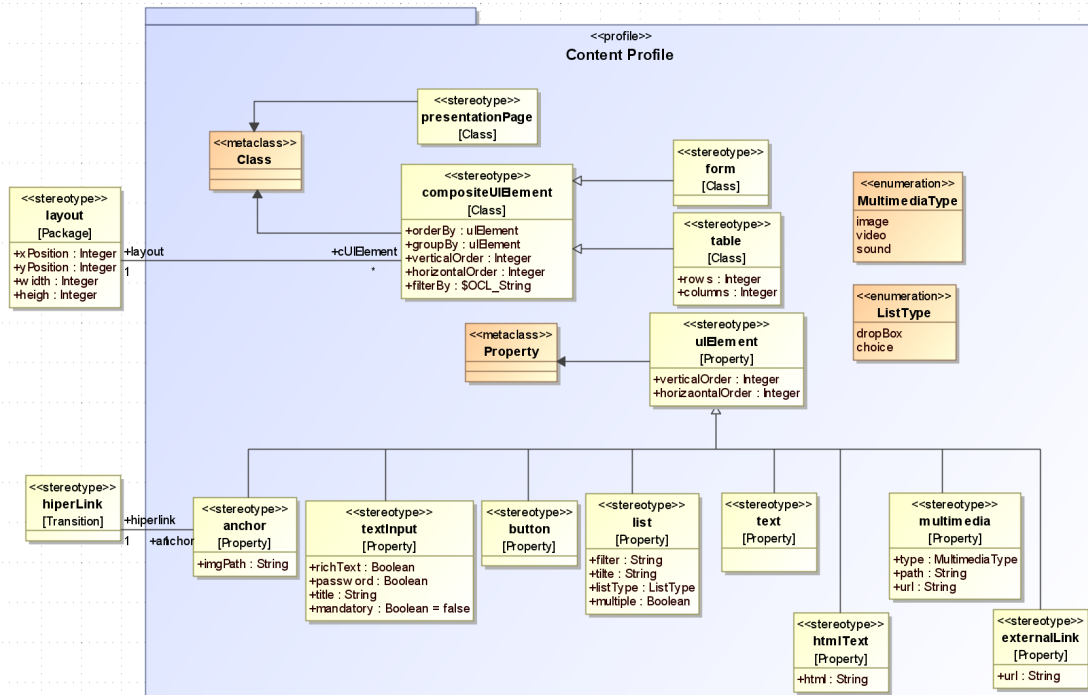 <<profile>>
Content Profile
<<stereotype>>
presentationPage
[Class]
<<metaclass>>
Class
<<stereotype>>
compositeUIElement
[Class]
+orderBy : uIElement
+groupBy : uIElement
+verticalOrder : Integer
+horizontalOrder : Integer
+filterBy : $OCL_String
<<stereotype>>
form
[Class]
<<stereotype>>
table
[Class]
+rows : Integer
+columns : Integer
<<enumeration>>
MultimediaType
image
video
sound
<<enumeration>>
ListType
dropBox
choice
<<stereotype>>
layout
[Package]
+xPosition : Integer
+yPosition : Integer
+width : Integer
+heigh : Integer
+layout
1
+cUIElement
*
<<metaclass>>
Property
<<stereotype>>
uIElement
[Property]
+verticalOrder : Integer
+horizaontalOrder : Integer
<<stereotype>>
hiperLink
[Transition]
+hiperlink
1
+anchor
1
<<stereotype>>
anchor
[Property]
+imgPath : String
<<stereotype>>
textInput
[Property]
+richText : Boolean
+password : Boolean
+title : String
+mandatory : Boolean = false
<<stereotype>>
button
[Property]
<<stereotype>>
list
[Property]
+filter : String
+tilte : String
+listType : ListType
+multiple : Boolean
<<stereotype>>
text
[Property]
<<stereotype>>
multimedia
[Property]
+type : MultimediaType
+path : String
+url : String
<<stereotype>>
htmlText
[Property]
+html : String
<<stereotype>>
externalLink
[Property]
+url : String